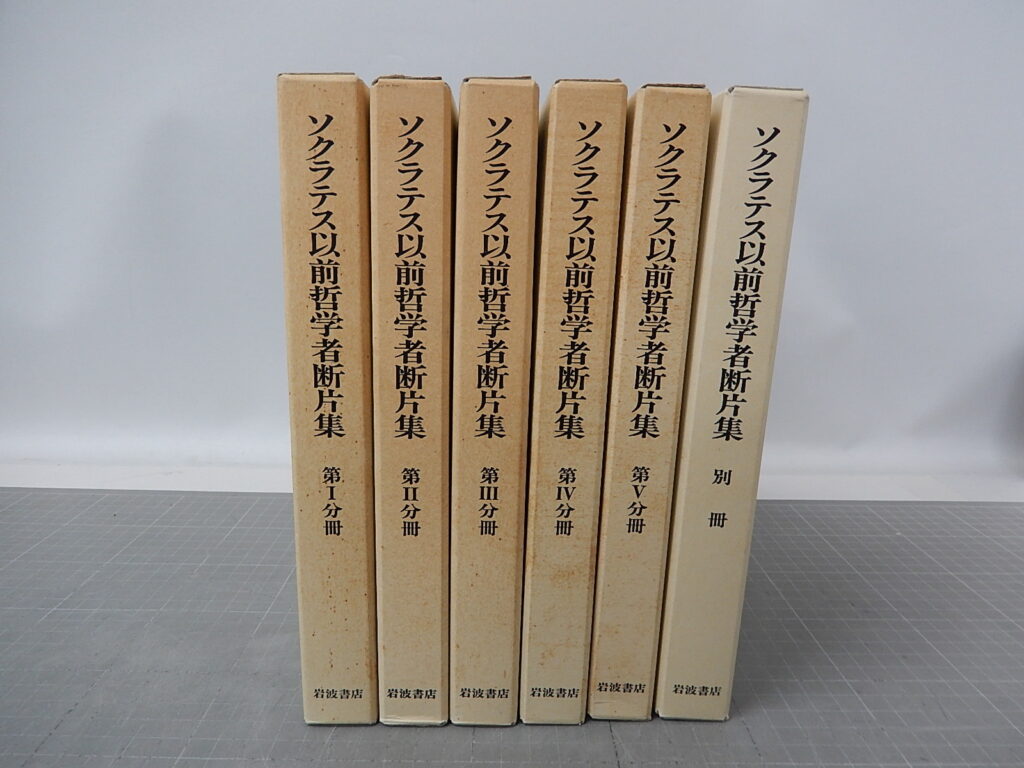 ソクラテス以前哲学者断片集
第I分冊
岩波書店
ソクラテス以前哲学者断片集
第II分冊
岩波書店
ソクラテス以前哲学者断片集
第III分冊
岩波書店
ソクラテス以前哲学者断片集
第IV分冊
岩波書店
ソクラテス以前哲学者断片集
第V分冊
岩波書店
ソクラテス以前哲学者断片集
別冊
岩波書店